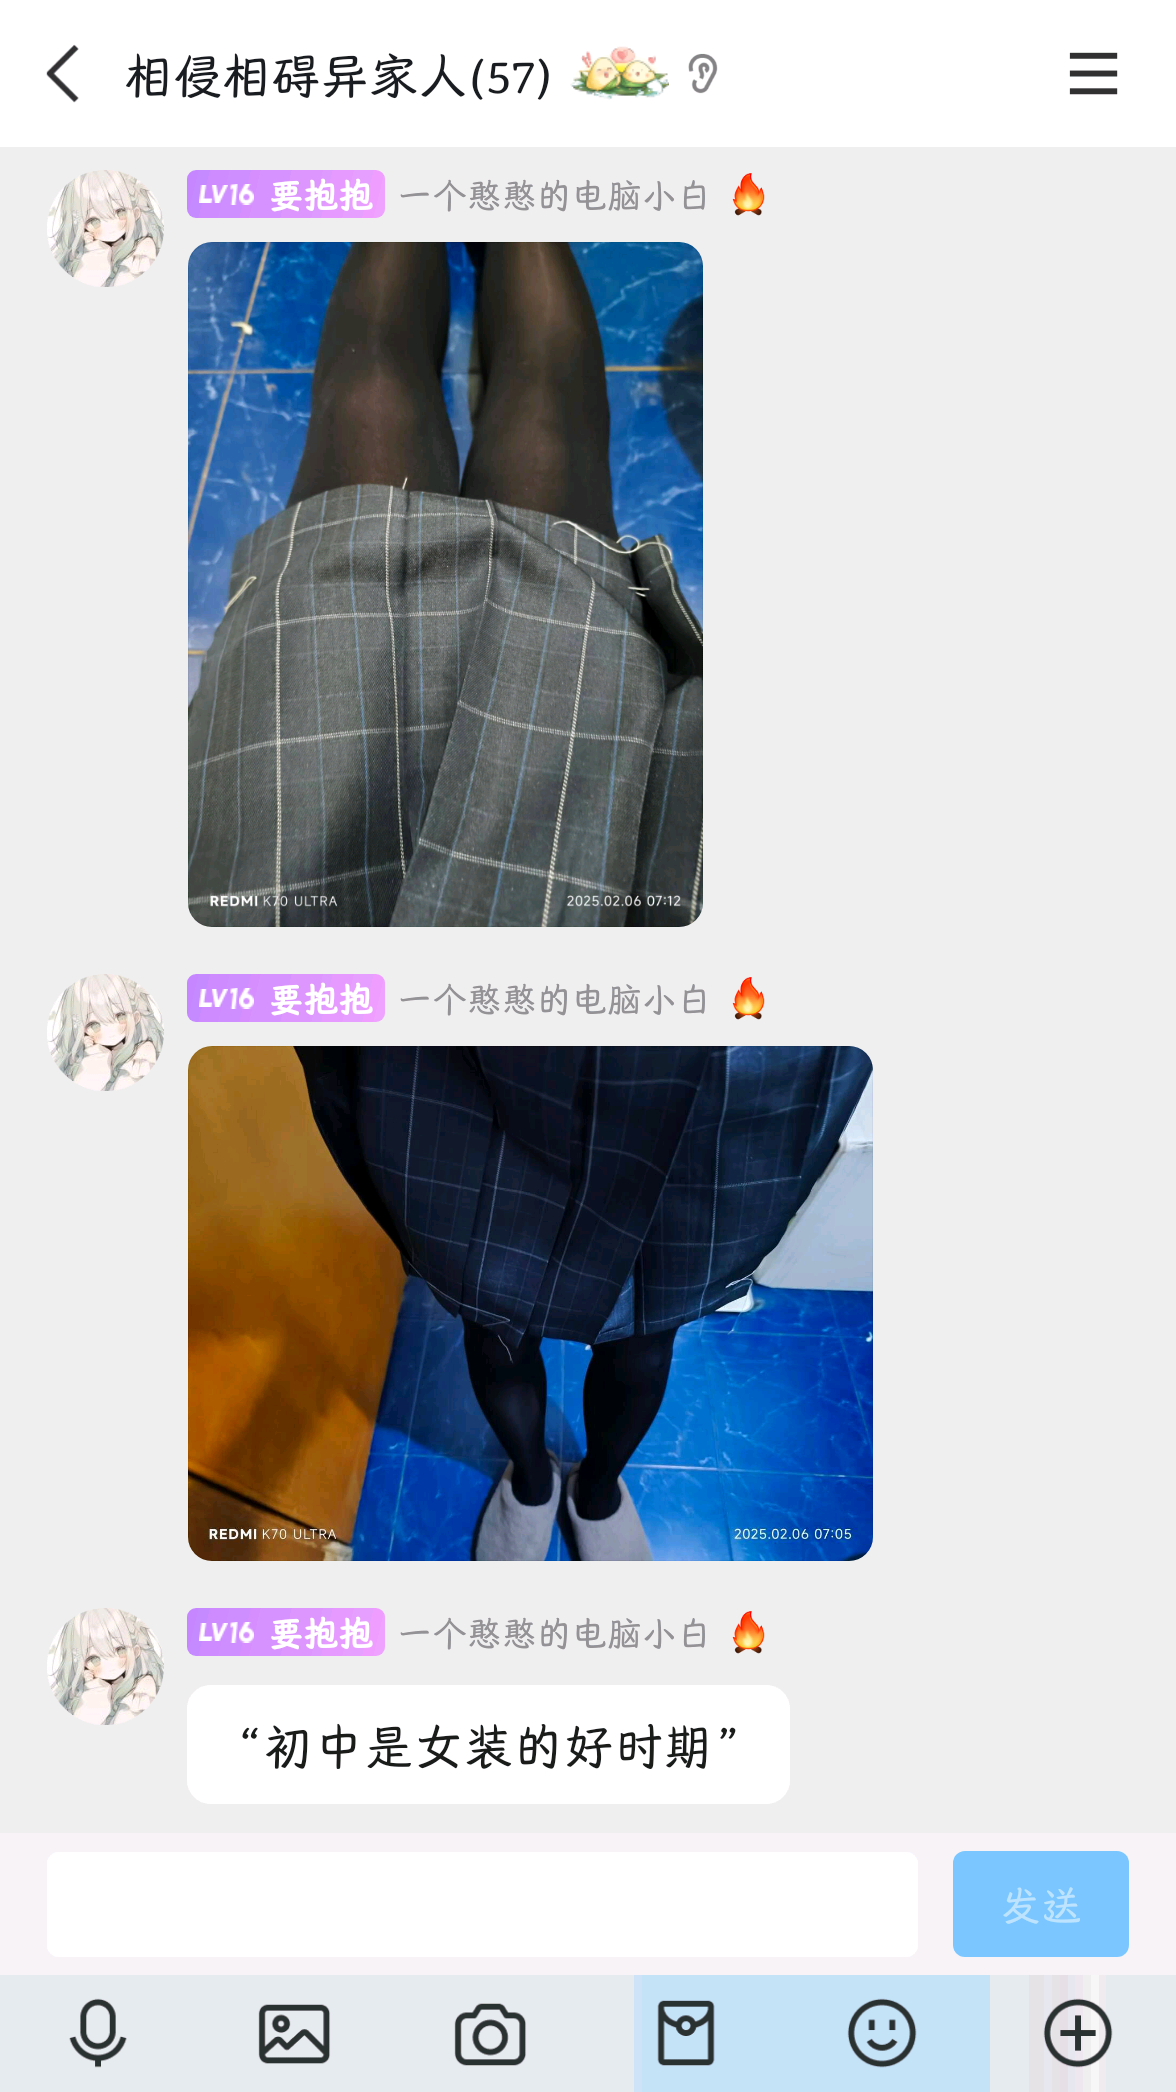 相侵相碍异家人(57)
LV16 要抱抱 一个憨憨的电脑小白
REDMI K70 ULTRA 2025.02.06 07:12
LV16 要抱抱 一个憨憨的电脑小白
REDMI K70 ULTRA 2025.02.06 07:05
LV16 要抱抱 一个憨憨的电脑小白
“初中是女装的好时期”
发送